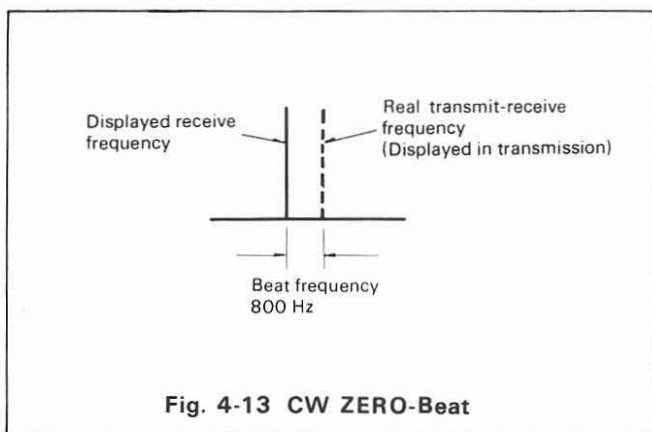 Displayed receive
frequency
Real transmit-receive
frequency
(Displayed in transmission)
Beat frequency
800 Hz
Fig. 4-13 CW ZERO-Beat